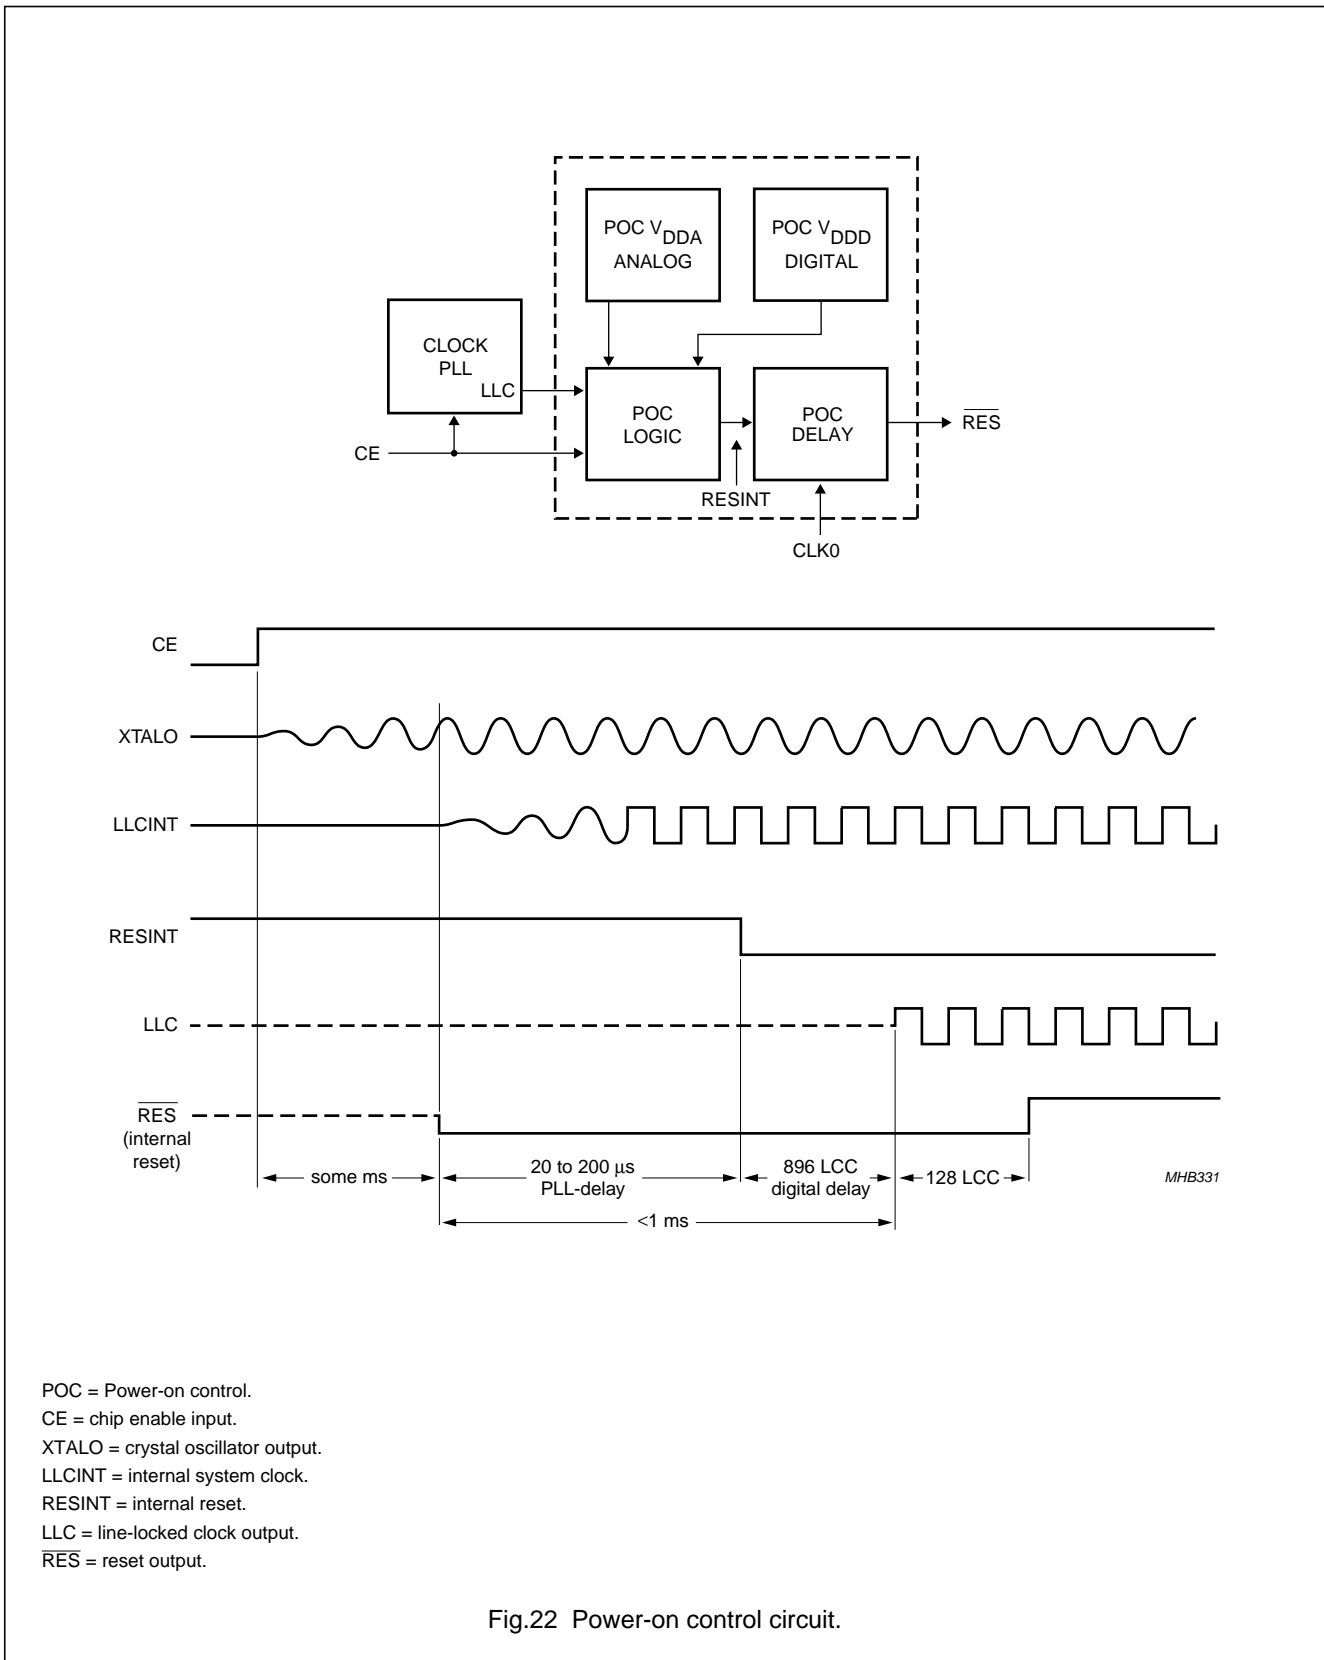 POC VDDA
ANALOG
POC VDDD
DIGITAL
CLOCK
PLL
LLC
POC
LOGIC
POC
DELAY
RES
CE
RESINT
CLK0
CE
XTALO
LLCINT
RESINT
LLC
RES
(internal
reset)
some ms
20 to 200 µs
PLL-delay
896 LCC
digital delay
128 LCC
<1 ms
MHB331
POC = Power-on control.
CE = chip enable input.
XTALO = crystal oscillator output.
LLCINT = internal system clock.
RESINT = internal reset.
LLC = line-locked clock output.
RES = reset output.
Fig.22 Power-on control circuit.